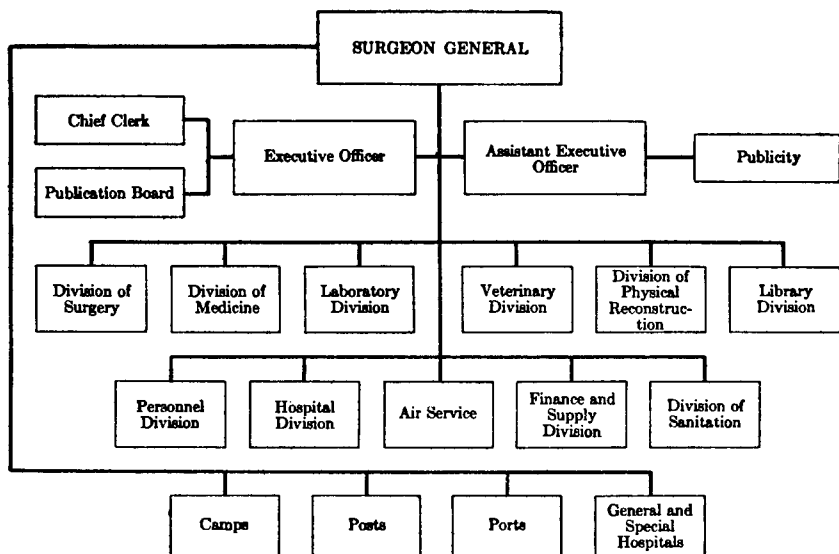 SURGEON GENERAL
Chief Clerk
Publication Board
Executive Officer
Assistant Executive
Officer
Publicity
Division of
Surgery
Division of
Medicine
Laboratory
Division
Veterinary
Division
Division of
Physical
Reconstruc-
tion
Library
Division
Personnel
Division
Hospital
Division
Air Service
Finance and
Supply
Division
Division of
Sanitation
Camps
Posts
Ports
General and
Special
Hospitals